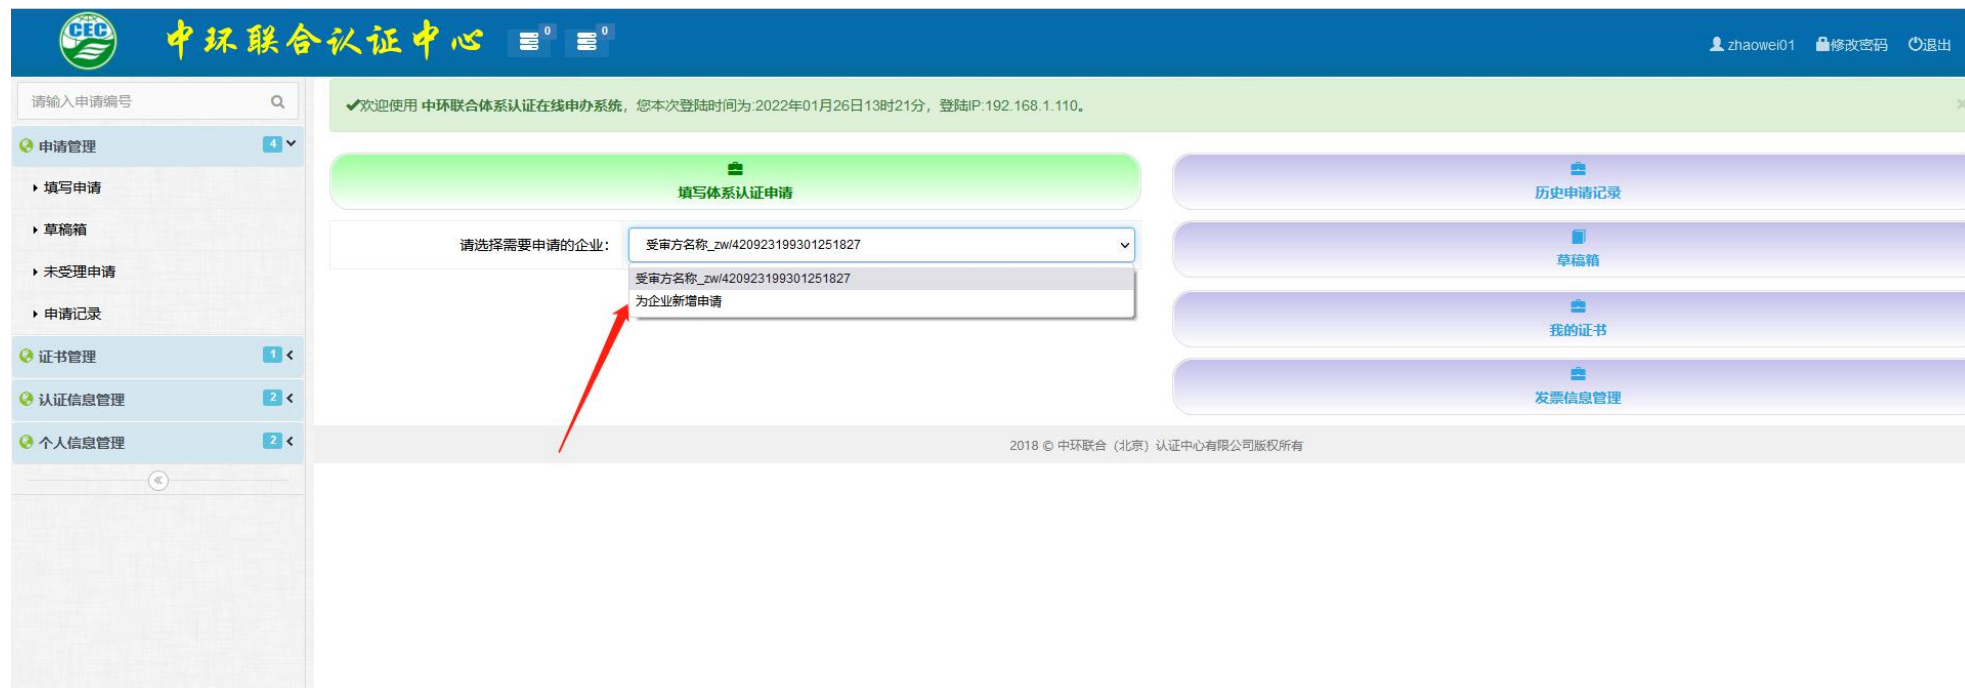 CEC 中环联合认证中心 0 0 zhaowei01 修改密码 退出
请输入申请编号
✔欢迎使用 中环联合体系认证在线申办系统，您本次登陆时间为:2022年01月26日13时21分，登陆IP:192.168.1.110。 ×
申请管理 4
填写申请
草稿箱
未受理申请
申请记录
证书管理 1
认证信息管理 2
个人信息管理 2
填写体系认证申请
请选择需要申请的企业： 受审方名称_zw/420923199301251827
受审方名称_zw/420923199301251827
为企业新增申请
历史申请记录
草稿箱
我的证书
发票信息管理
2018 © 中环联合（北京）认证中心有限公司版权所有